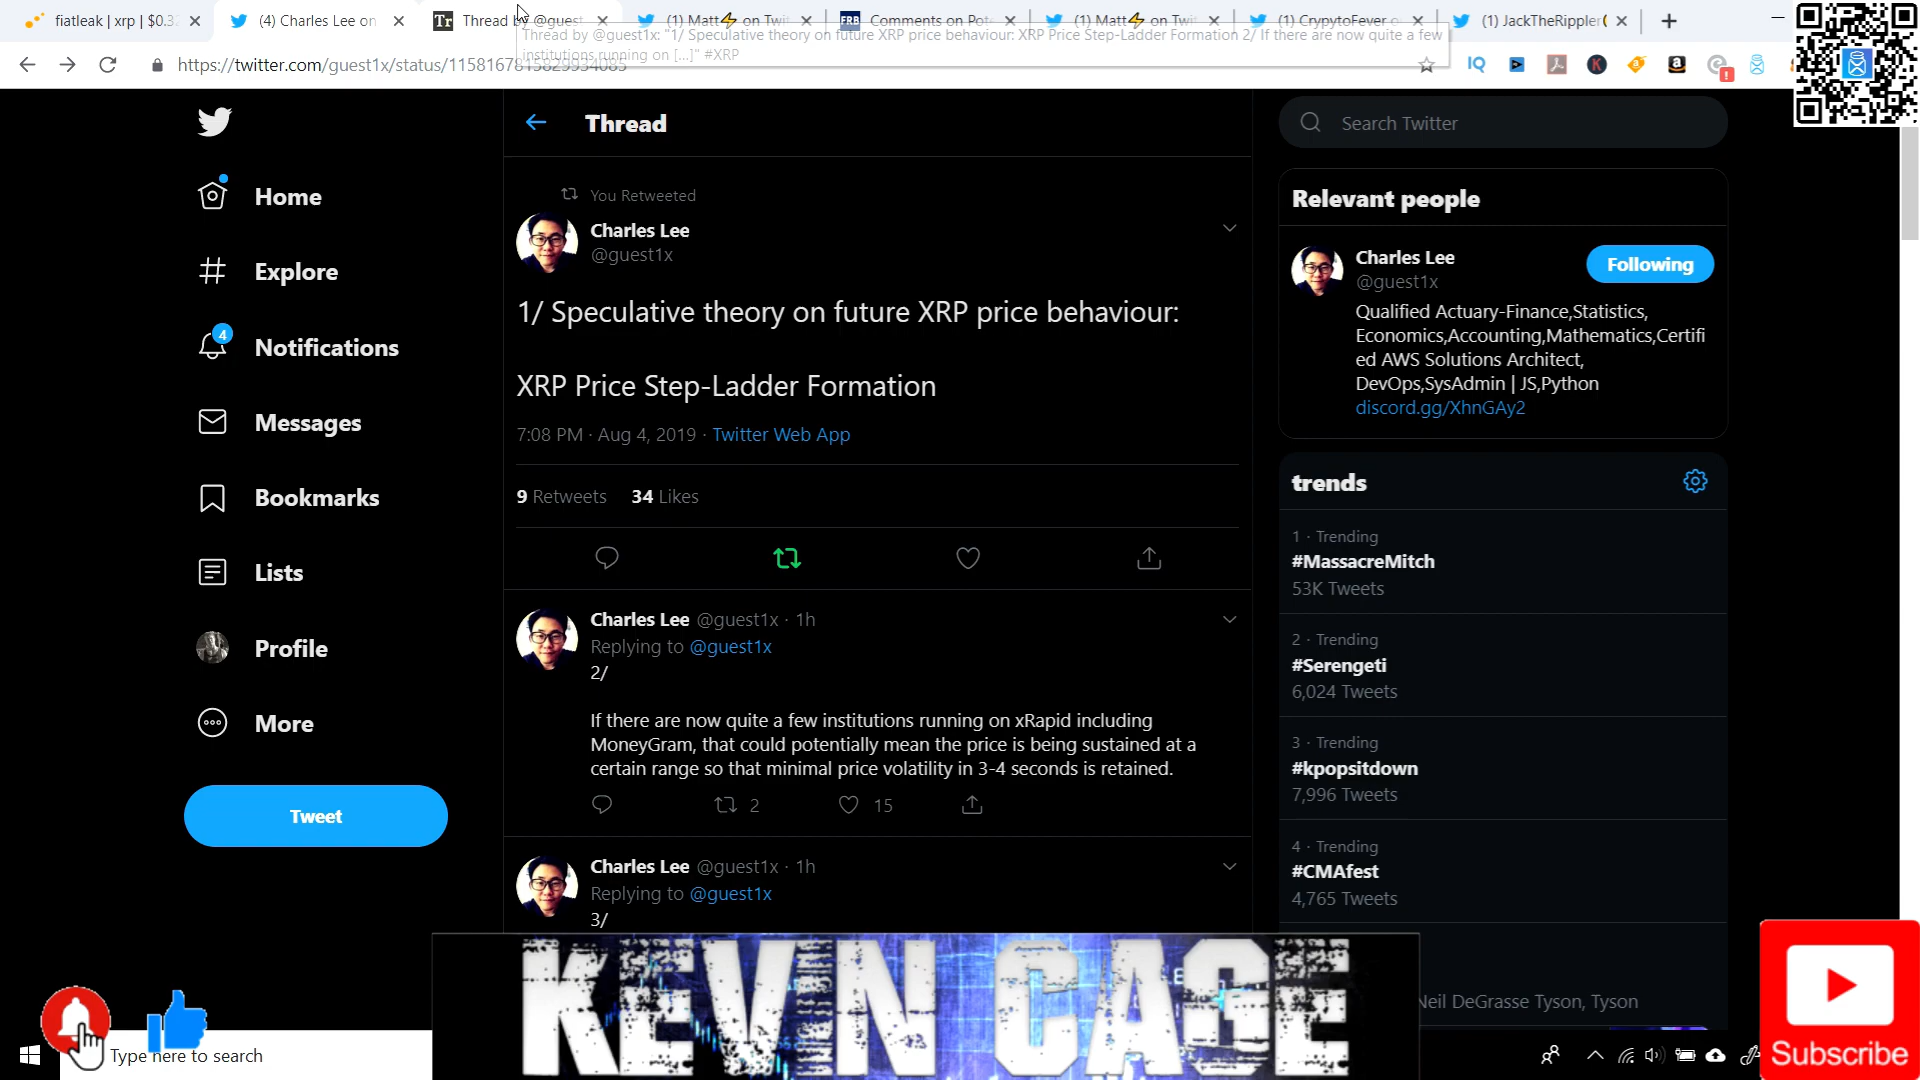 fiatleak | xrp | $0.3
(4) Charles Lee on
Thread by @guest
(1) Matt⚡ on Twit
Comments on Pot
(1) Matt⚡ on Twit
(1) CrypytoFever o
(1) JackTheRippler
Thread by @guest1x: "1/ Speculative theory on future XRP price behaviour: XRP Price Step-Ladder Formation 2/ If there are now quite a few
institutions running on [...]" #XRP
https://twitter.com/guest1x/status/1158167815829934085
Thread
Search Twitter
Home
Explore
4
Notifications
Messages
Bookmarks
Lists
Profile
More
Tweet
You Retweeted
Charles Lee
@guest1x
1/ Speculative theory on future XRP price behaviour:
XRP Price Step-Ladder Formation
7:08 PM · Aug 4, 2019 · Twitter Web App
9 Retweets 34 Likes
Charles Lee @guest1x · 1h
Replying to @guest1x
2/
If there are now quite a few institutions running on xRapid including
MoneyGram, that could potentially mean the price is being sustained at a
certain range so that minimal price volatility in 3-4 seconds is retained.
2 15
Charles Lee @guest1x · 1h
Replying to @guest1x
3/
Relevant people
Charles Lee
@guest1x
Following
Qualified Actuary-Finance,Statistics,
Economics,Accounting,Mathematics,Certifi
ed AWS Solutions Architect,
DevOps,SysAdmin | JS,Python
discord.gg/XhnGAy2
trends
1 · Trending
#MassacreMitch
53K Tweets
2 · Trending
#Serengeti
6,024 Tweets
3 · Trending
#kpopsitdown
7,996 Tweets
4 · Trending
#CMAfest
4,765 Tweets
Neil DeGrasse Tyson, Tyson
KEVIN CAGE
Type here to search
Subscribe